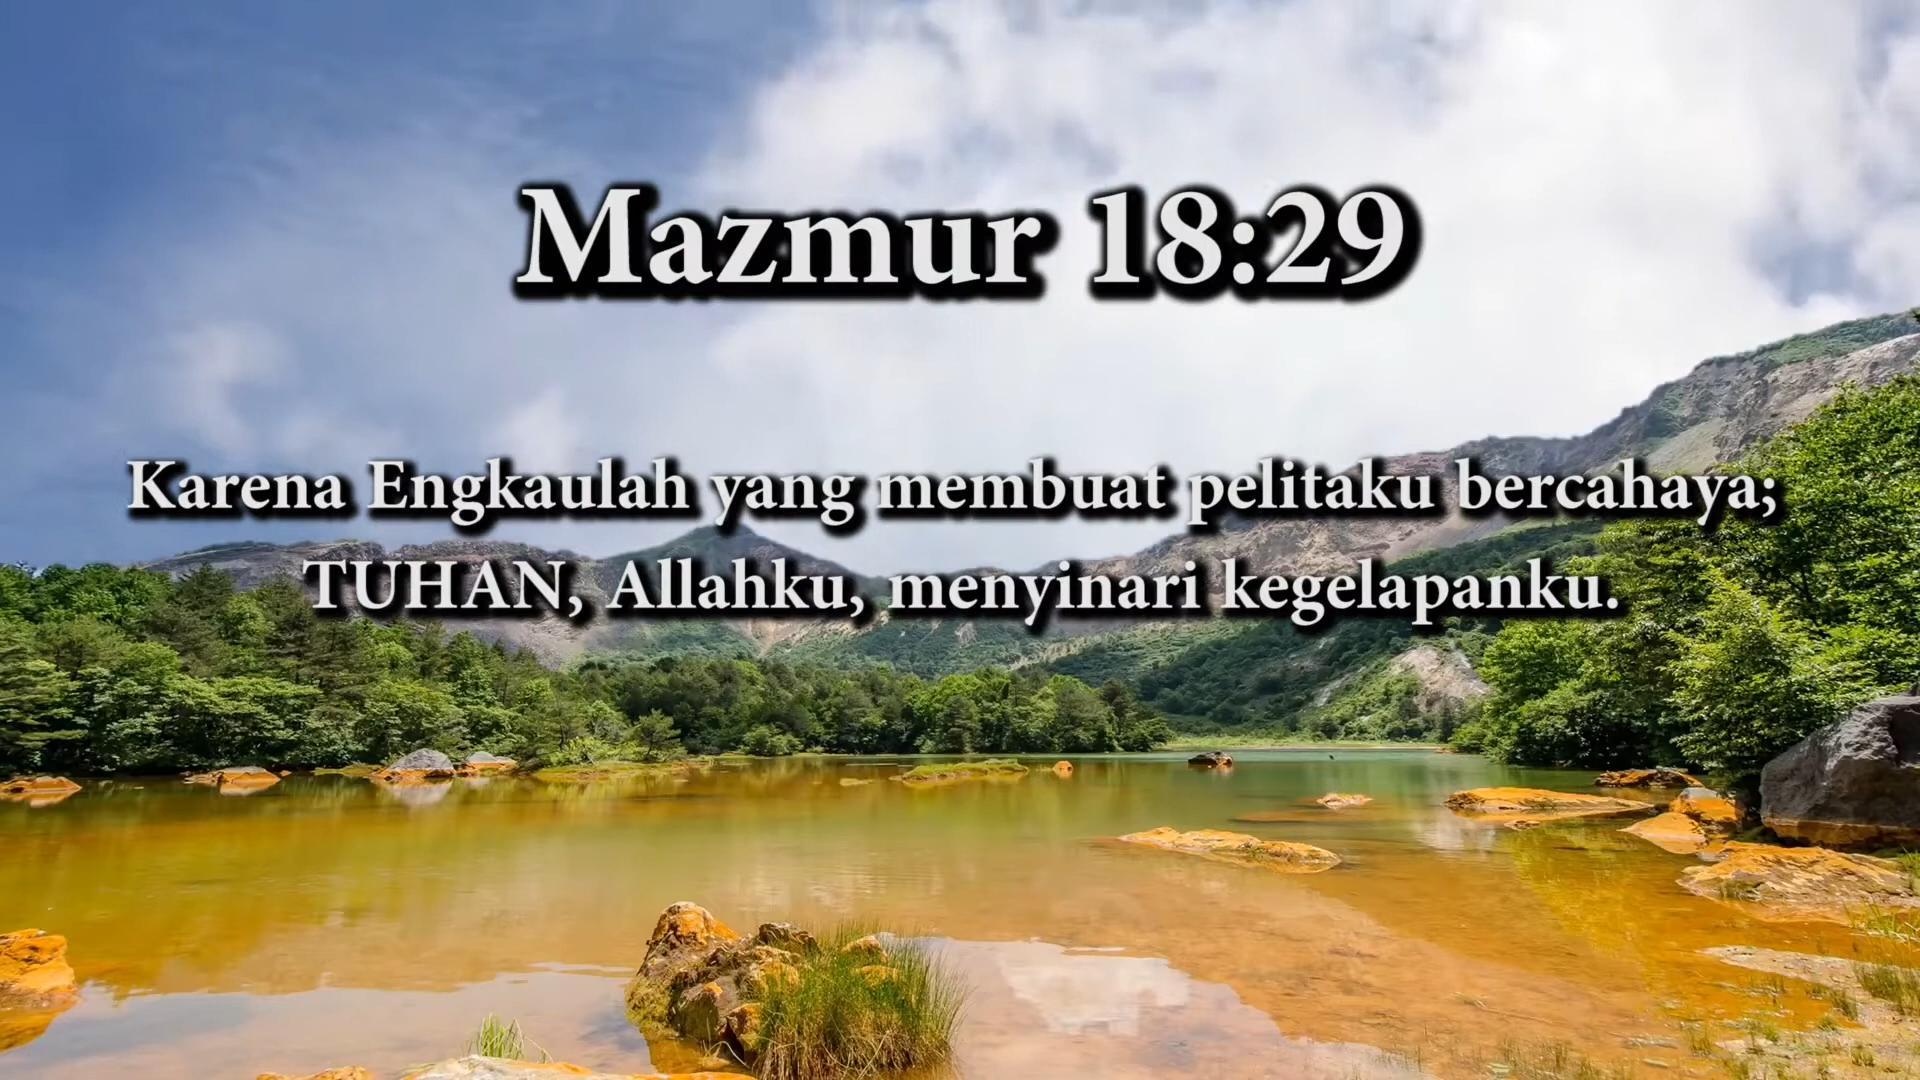 Mazmur 18:29
Karena Engkaulah yang membuat pelitaku bercahaya;
TUHAN, Allahku, menyinari kegelapanku.